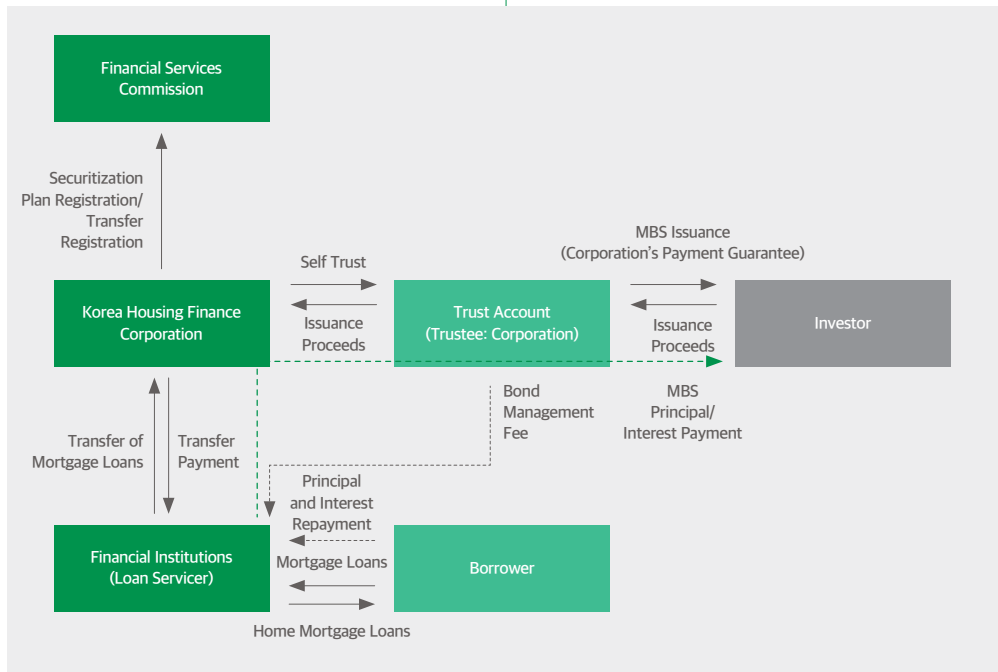 Financial Services
Commission
Securitization
Plan Registration/
Transfer
Registration
MBS Issuance
(Corporation's Payment Guarantee)
Self Trust
Korea Housing Finance
Corporation
Trust Account
(Trustee: Corporation)
Investor
Issuance
Proceeds
Issuance
Proceeds
Bond
Management
Fee
MBS
Principal/
Interest Payment
Transfer of
Mortgage Loans
Transfer
Payment
Principal
and Interest
Repayment
Financial Institutions
(Loan Servicer)
Mortgage Loans
Borrower
Home Mortgage Loans